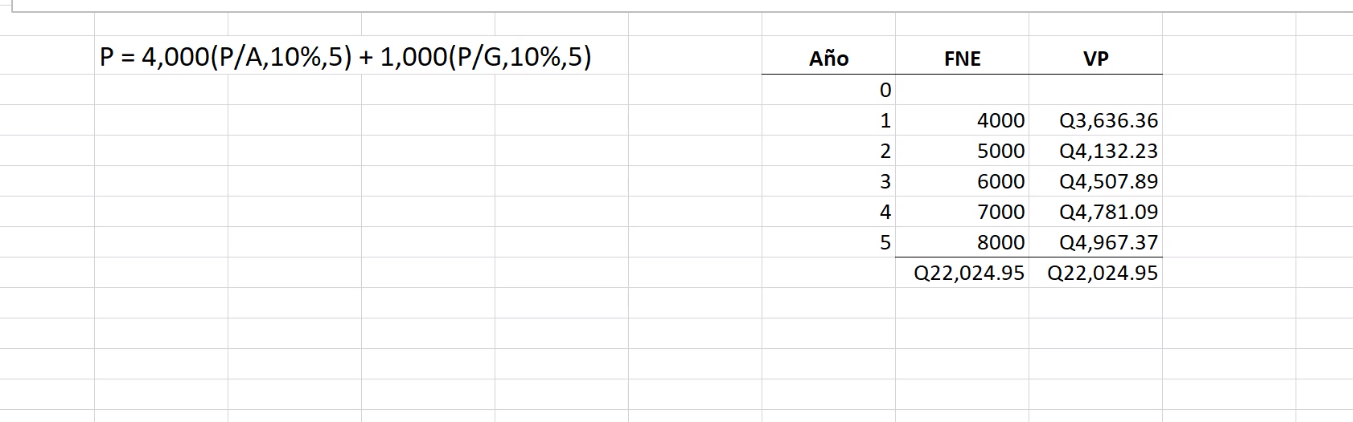 P = 4,000(P/A,10%,5) + 1,000(P/G,10%,5)
Año FNE VP
0
1 4000 Q3,636.36
2 5000 Q4,132.23
3 6000 Q4,507.89
4 7000 Q4,781.09
5 8000 Q4,967.37
Q22,024.95 Q22,024.95